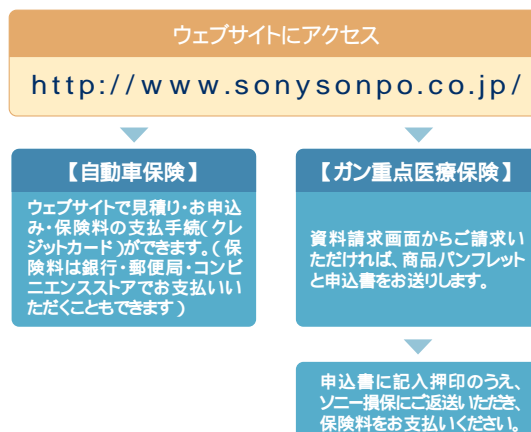 ウェブサイトにアクセス
http://www.sonysonpo.co.jp/
【自動車保険】
ウェブサイトで見積り・お申込
み・保険料の支払手続(クレ
ジットカード)ができます。(保
険料は銀行・郵便局・コンビ
ニエンスストアでお支払いい
ただくこともできます)
【ガン重点医療保険】
資料請求画面からご請求い
ただければ、商品パンフレット
と申込書をお送りします。
申込書に記入押印のうえ、
ソニー損保にご返送いただき、
保険料をお支払いください。